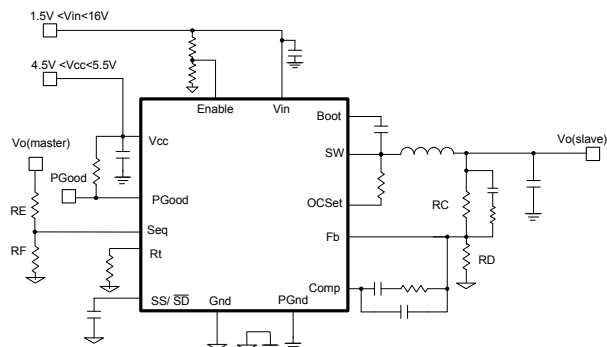 1.5V <Vin<16V
4.5V <Vcc<5.5V
Enable
Vin
Boot
Vcc
SW
Vo(slave)
Vo(master)
PGood
PGood
OCSet
RC
RE
Seq
Fb
RF
Rt
RD
Comp
SS/ SD
Gnd
PGnd